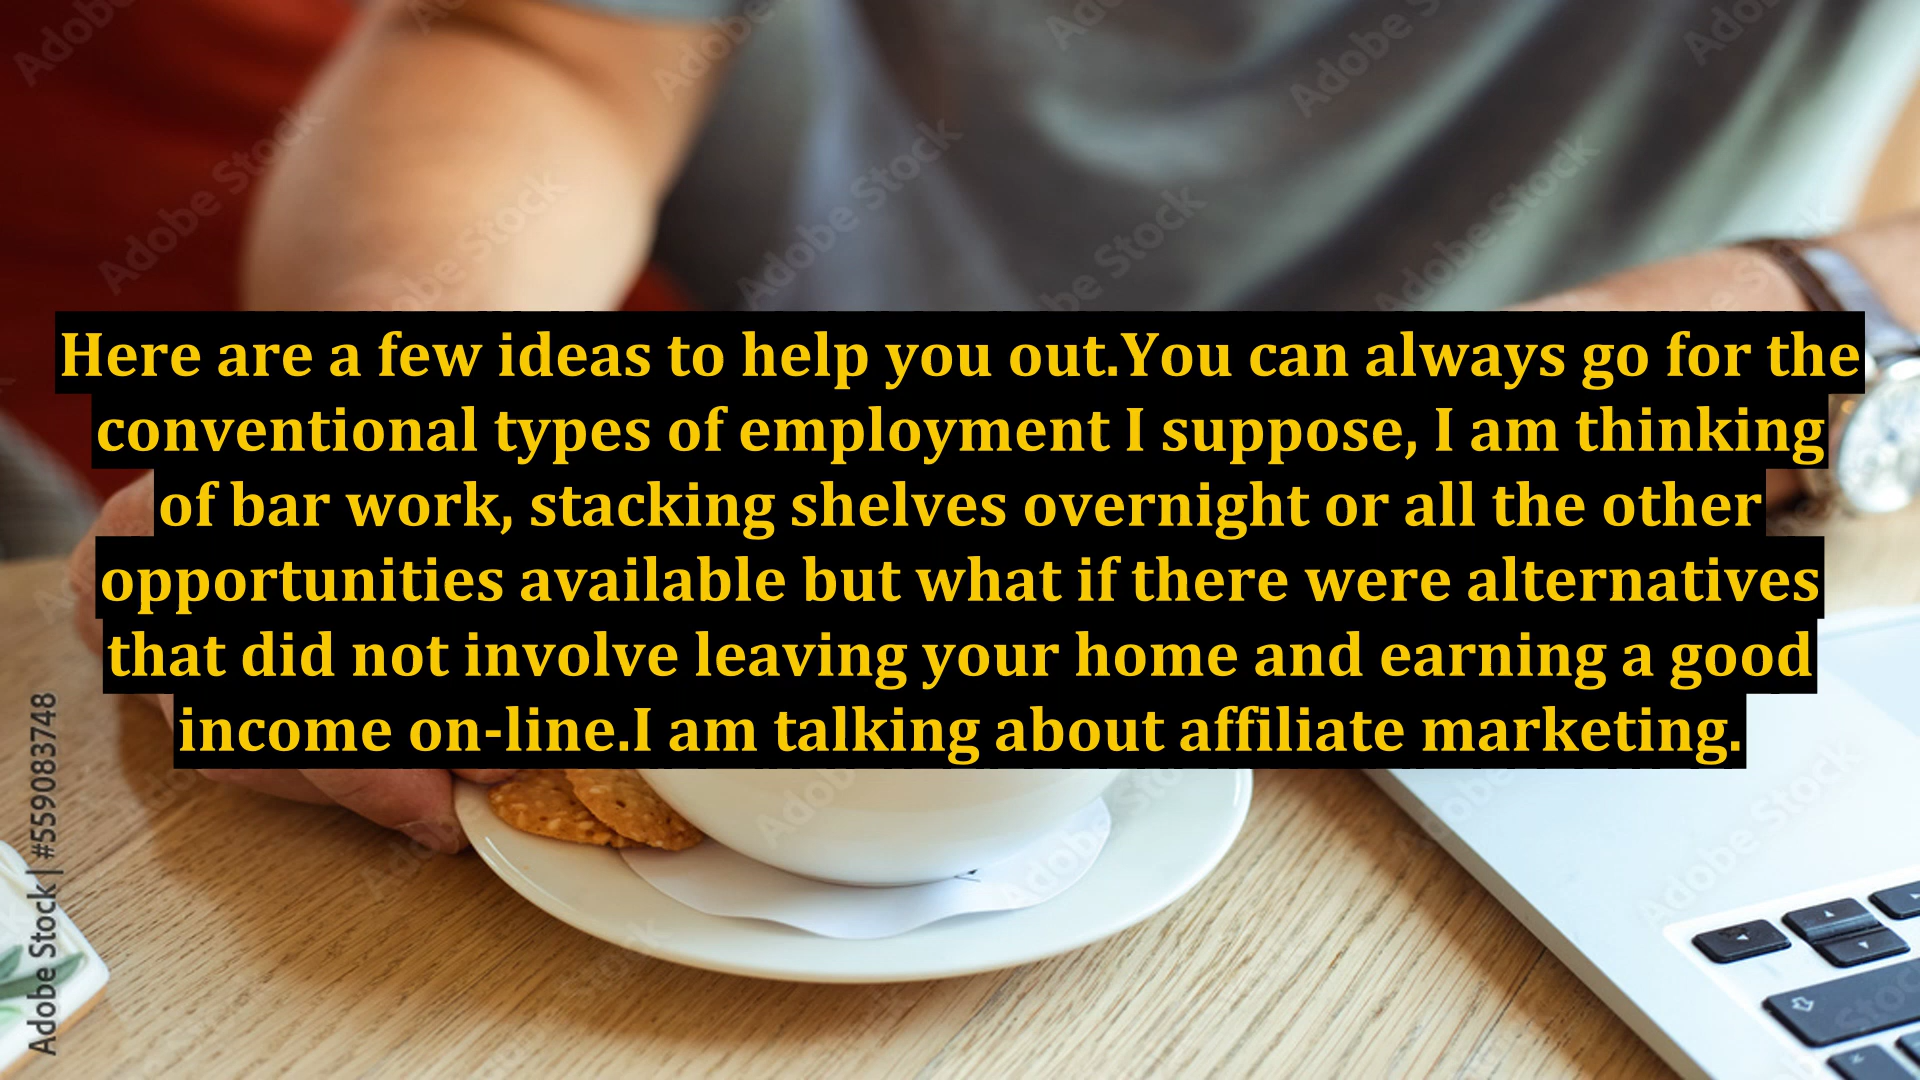 Here are a few ideas to help you out.You can always go for the
conventional types of employment I suppose, I am thinking
of bar work, stacking shelves overnight or all the other
opportunities available but what if there were alternatives
that did not involve leaving your home and earning a good
income on-line.I am talking about affiliate marketing.
Adobe Stock | #559083748
Adobe Stock